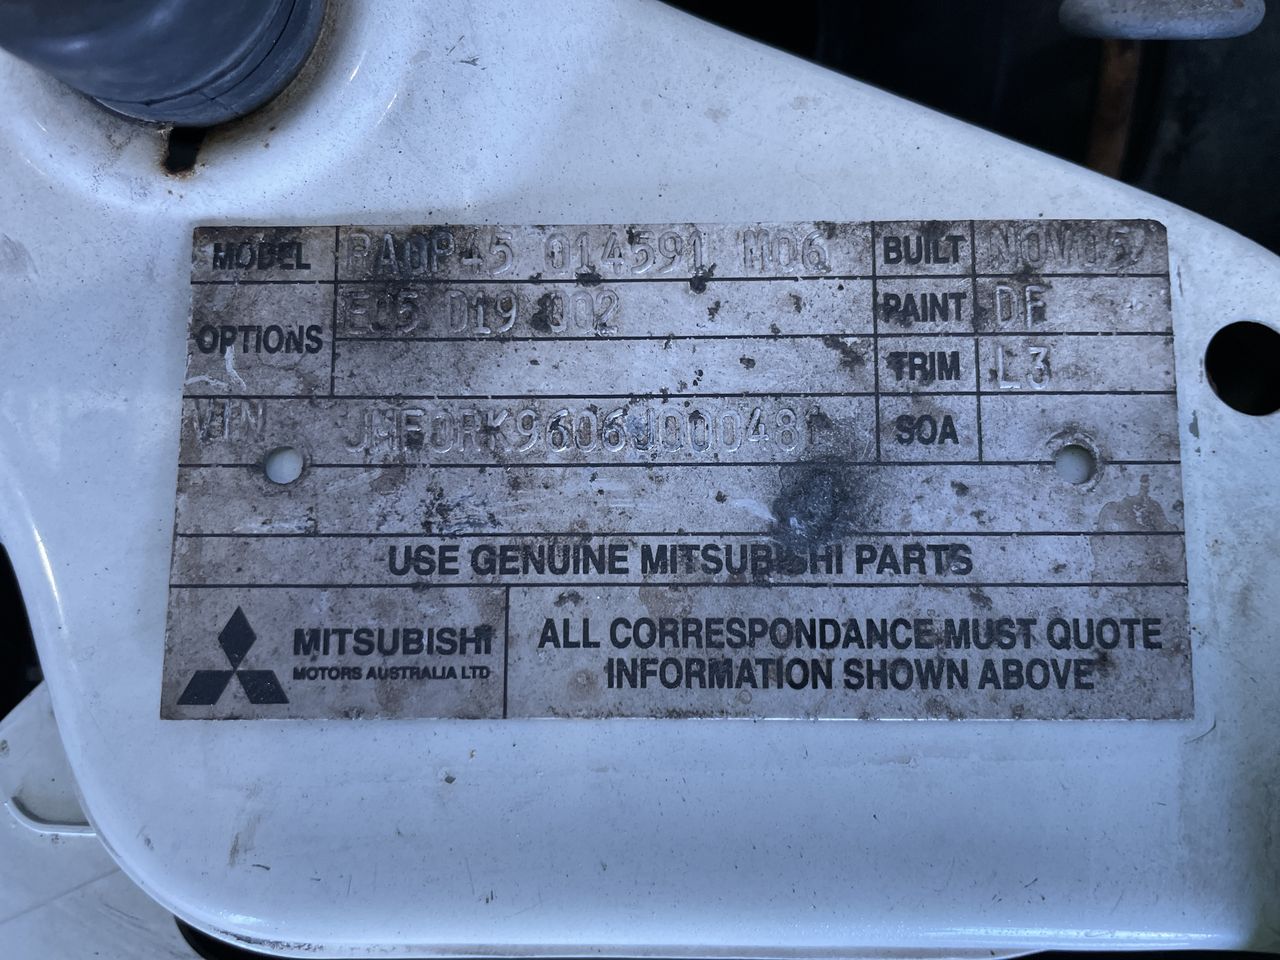 MODEL RA0P45 014591 M06 BUILT NOV05
OPTIONS E05 D19 002 PAINT DF
TRIM L3
VIN JMF0RK9606J000481 SOA
USE GENUINE MITSUBISHI PARTS
MITSUBISHI
MOTORS AUSTRALIA LTD
ALL CORRESPONDANCE MUST QUOTE
INFORMATION SHOWN ABOVE